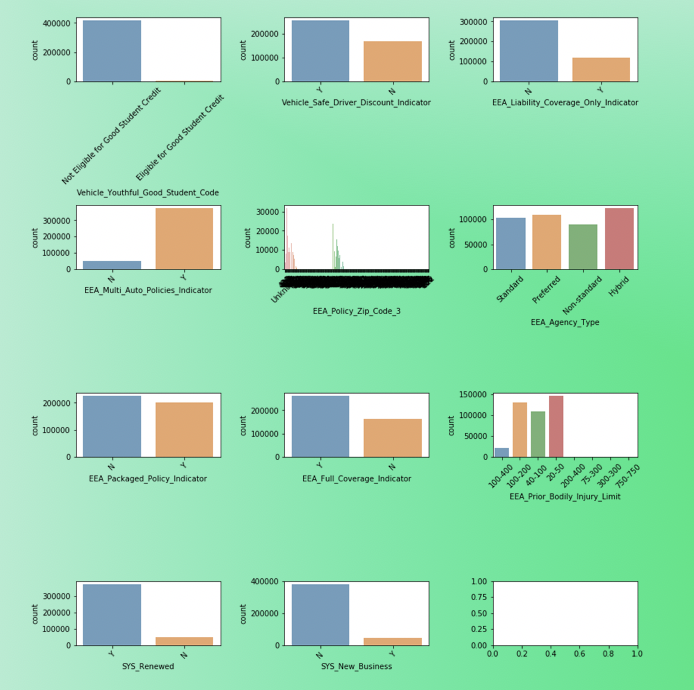 400000
200000
0
count
Not Eligible for Good Student Credit
Eligible for Good Student Credit
Vehicle_Youthful_Good_Student_Code
200000
100000
0
count
Y
N
Vehicle_Safe_Driver_Discount_Indicator
300000
200000
100000
0
count
N
Y
EEA_Liability_Coverage_Only_Indicator
300000
200000
100000
0
count
N
Y
EEA_Multi_Auto_Policies_Indicator
30000
20000
10000
0
count
EEA_Policy_Zip_Code_3
100000
50000
0
count
Standard
Preferred
Non-standard
Hybrid
EEA_Agency_Type
200000
100000
0
count
N
Y
EEA_Packaged_Policy_Indicator
200000
100000
0
count
Y
N
EEA_Full_Coverage_Indicator
150000
100000
50000
0
count
100-400
100-200
40-100
20-50
200-400
75-300
300-300
750-750
EEA_Prior_Bodily_Injury_Limit
300000
200000
100000
0
count
Y
N
SYS_Renewed
400000
200000
0
count
N
Y
SYS_New_Business
1.00
0.75
0.50
0.25
0.00
0.0 0.2 0.4 0.6 0.8 1.0